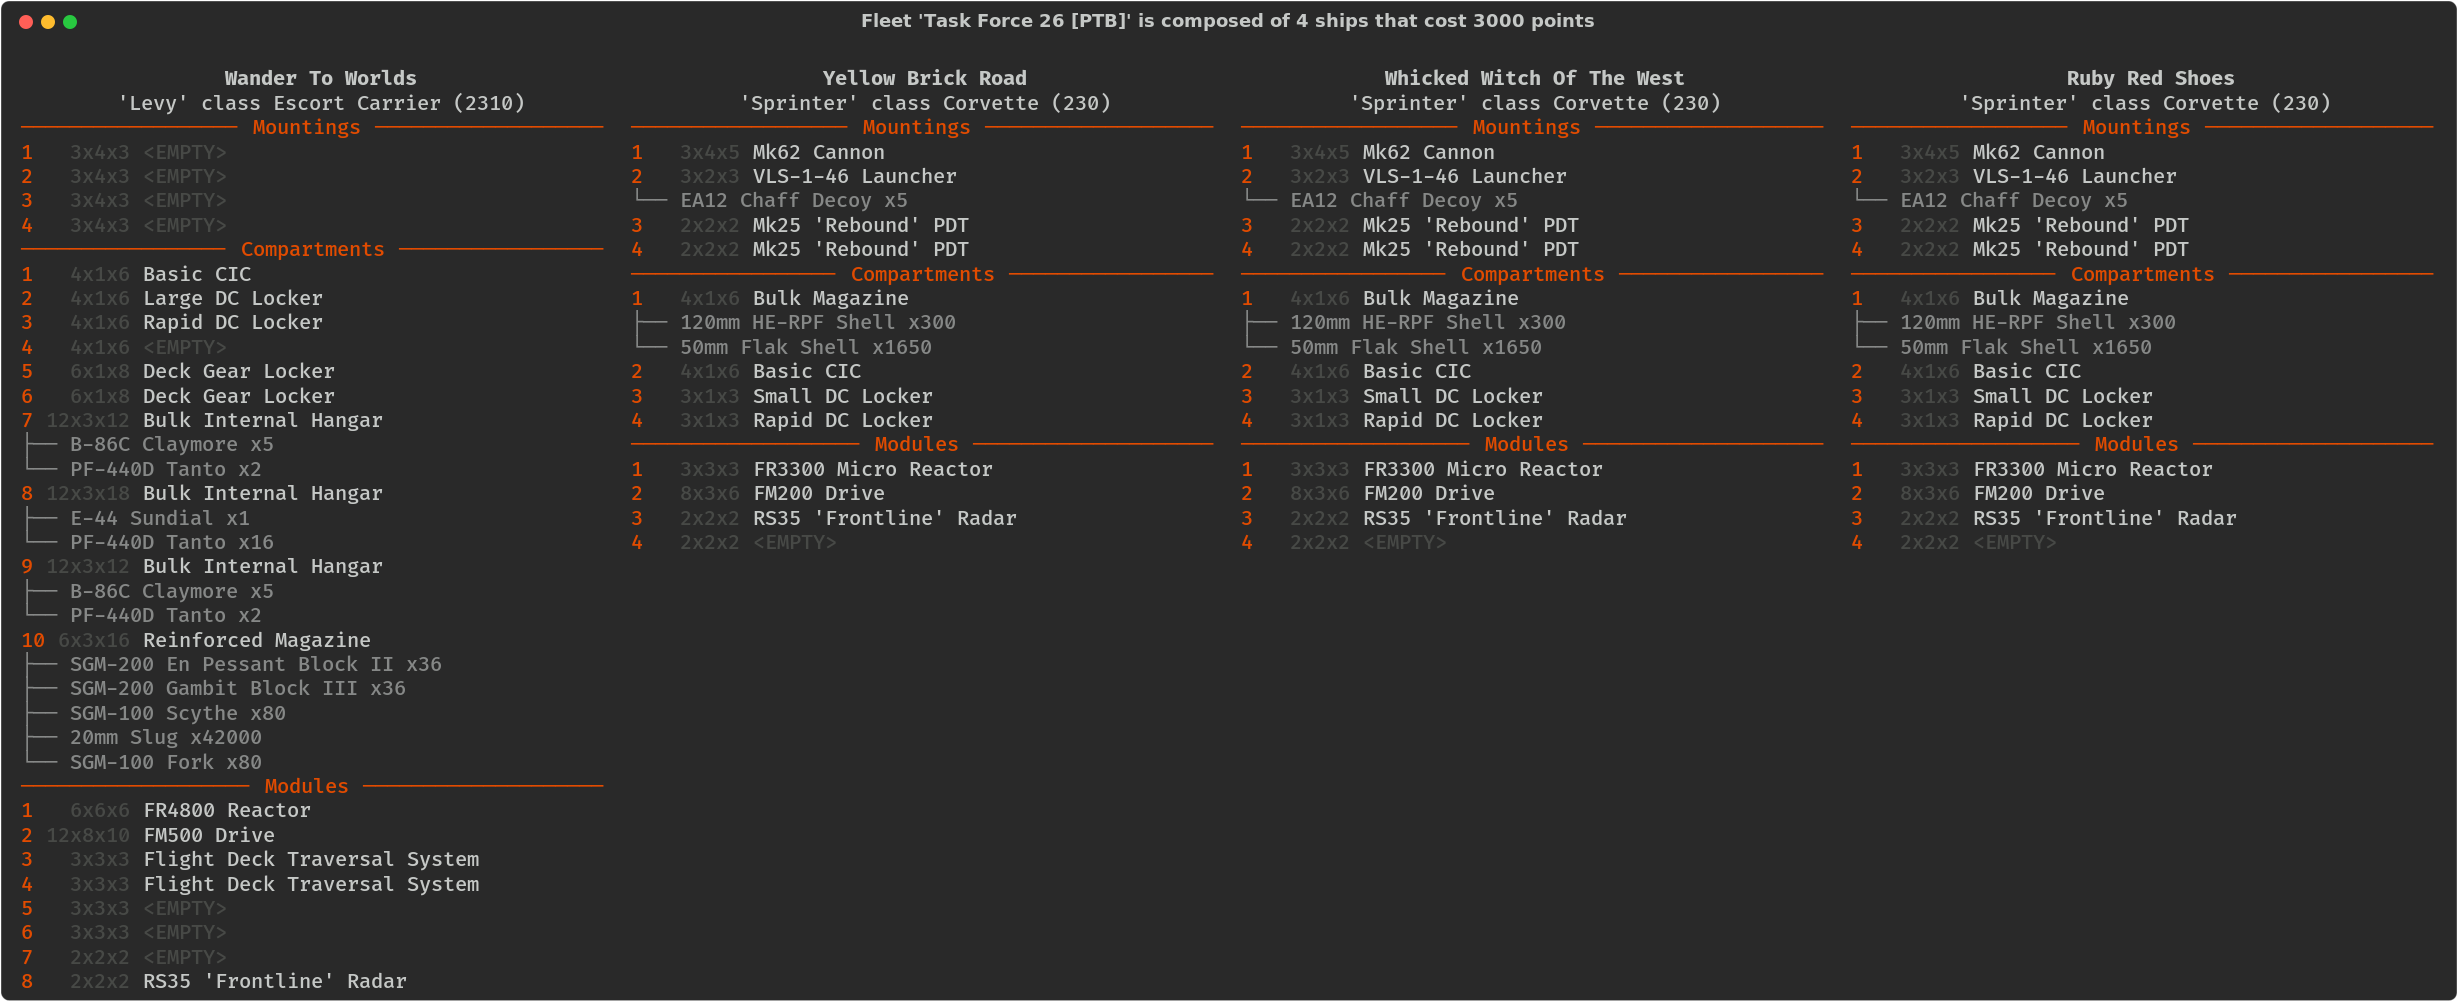 Fleet 'Task Force 26 [PTB]' is composed of 4 ships that cost 3000 points
Wander To Worlds
'Levy' class Escort Carrier (2310)
Mountings
1 3x4x3 <EMPTY>
2 3x4x3 <EMPTY>
3 3x4x3 <EMPTY>
4 3x4x3 <EMPTY>
Compartments
1 4x1x6 Basic CIC
2 4x1x6 Large DC Locker
3 4x1x6 Rapid DC Locker
4 4x1x6 <EMPTY>
5 6x1x8 Deck Gear Locker
6 6x1x8 Deck Gear Locker
7 12x3x12 Bulk Internal Hangar
B-86C Claymore x5
PF-440D Tanto x2
8 12x3x18 Bulk Internal Hangar
E-44 Sundial x1
PF-440D Tanto x16
9 12x3x12 Bulk Internal Hangar
B-86C Claymore x5
PF-440D Tanto x2
10 6x3x16 Reinforced Magazine
SGM-200 En Pessant Block II x36
SGM-200 Gambit Block III x36
SGM-100 Scythe x80
20mm Slug x42000
SGM-100 Fork x80
Modules
1 6x6x6 FR4800 Reactor
2 12x8x10 FM500 Drive
3 3x3x3 Flight Deck Traversal System
4 3x3x3 Flight Deck Traversal System
5 3x3x3 <EMPTY>
6 3x3x3 <EMPTY>
7 2x2x2 <EMPTY>
8 2x2x2 RS35 'Frontline' Radar
Yellow Brick Road
'Sprinter' class Corvette (230)
Mountings
1 3x4x5 Mk62 Cannon
2 3x2x3 VLS-1-46 Launcher
EA12 Chaff Decoy x5
3 2x2x2 Mk25 'Rebound' PDT
4 2x2x2 Mk25 'Rebound' PDT
Compartments
1 4x1x6 Bulk Magazine
120mm HE-RPF Shell x300
50mm Flak Shell x1650
2 4x1x6 Basic CIC
3 3x1x3 Small DC Locker
4 3x1x3 Rapid DC Locker
Modules
1 3x3x3 FR3300 Micro Reactor
2 8x3x6 FM200 Drive
3 2x2x2 RS35 'Frontline' Radar
4 2x2x2 <EMPTY>
Whicked Witch Of The West
'Sprinter' class Corvette (230)
Mountings
1 3x4x5 Mk62 Cannon
2 3x2x3 VLS-1-46 Launcher
EA12 Chaff Decoy x5
3 2x2x2 Mk25 'Rebound' PDT
4 2x2x2 Mk25 'Rebound' PDT
Compartments
1 4x1x6 Bulk Magazine
120mm HE-RPF Shell x300
50mm Flak Shell x1650
2 4x1x6 Basic CIC
3 3x1x3 Small DC Locker
4 3x1x3 Rapid DC Locker
Modules
1 3x3x3 FR3300 Micro Reactor
2 8x3x6 FM200 Drive
3 2x2x2 RS35 'Frontline' Radar
4 2x2x2 <EMPTY>
Ruby Red Shoes
'Sprinter' class Corvette (230)
Mountings
1 3x4x5 Mk62 Cannon
2 3x2x3 VLS-1-46 Launcher
EA12 Chaff Decoy x5
3 2x2x2 Mk25 'Rebound' PDT
4 2x2x2 Mk25 'Rebound' PDT
Compartments
1 4x1x6 Bulk Magazine
120mm HE-RPF Shell x300
50mm Flak Shell x1650
2 4x1x6 Basic CIC
3 3x1x3 Small DC Locker
4 3x1x3 Rapid DC Locker
Modules
1 3x3x3 FR3300 Micro Reactor
2 8x3x6 FM200 Drive
3 2x2x2 RS35 'Frontline' Radar
4 2x2x2 <EMPTY>